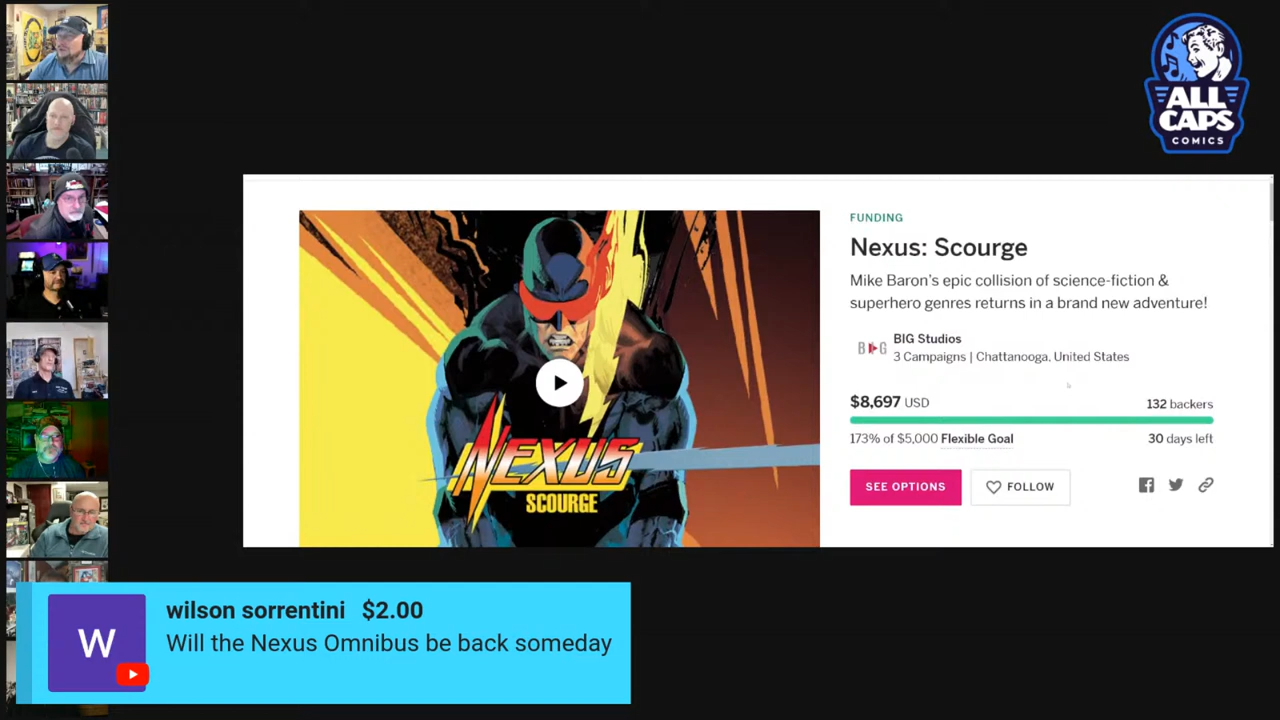 ALL
CAPS
COMICS
FUNDING
Nexus: Scourge
Mike Baron's epic collision of science-fiction &
superhero genres returns in a brand new adventure!
BIG
BIG Studios
3 Campaigns | Chattanooga, United States
$8,697 USD
132 backers
173% of $5,000 Flexible Goal
30 days left
SEE OPTIONS
FOLLOW
NEXUS
SCOURGE
W
wilson sorrentini $2.00
Will the Nexus Omnibus be back someday